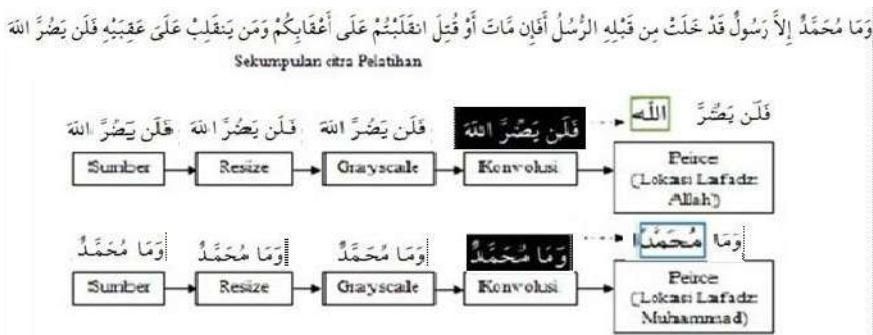 وَمَا مُحَمَّدٌ إِلاَّ رَسُولٌ قَدْ خَلَتْ مِن قَبْلِهِ الرُّسُلُ أَفَإِن مَّاتَ أَوْ قُتِلَ انقَلَبْتُمْ عَلَى أَعْقَابِكُمْ وَمَن يَنقَلِبْ عَلَىَ عَقِبَيْهِ فَلَن يَضُرَّ اللهَ
Sekumpulan citra Pelatihan
فَلَن يَضُرَّ اللهَ فَلَن يَضُرَّ اللهَ فَلَن يَضُرَّ اللهَ فَلَن يَضُرَّ اللهَ فَلَن يَضُرَّ الله
Sumber Resize Grayscale Konvolusi Peirce
(Lokasi Lafadz
Allah)
وَمَا مُحَمَّدٌ وَمَا مُحَمَّدٌ وَمَا مُحَمَّدٌ وَمَا مُحَمَّدٌ وَمَا مُحَمَّدٌ
Sumber Resize Grayscale Konvolusi Peirce
(Lokasi Lafadz
Muhammad)